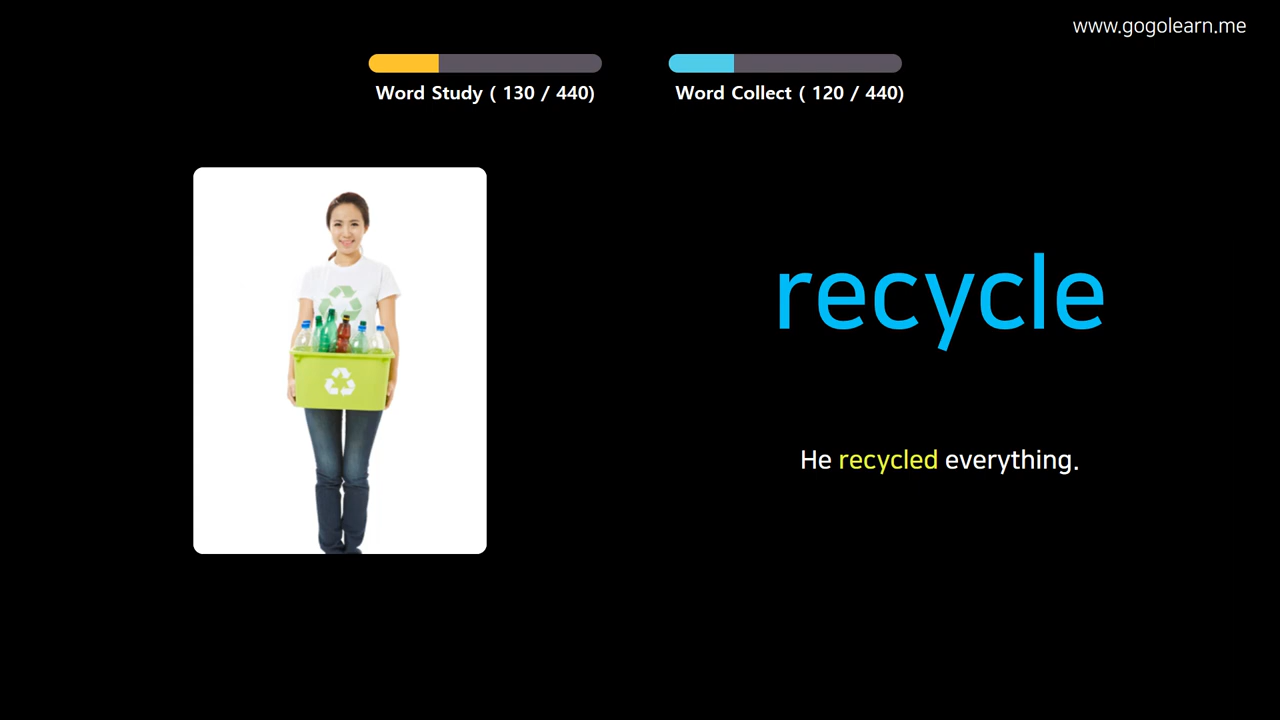 www.gogolearn.me
Word Study ( 130 / 440)
Word Collect ( 120 / 440)
recycle
He recycled everything.